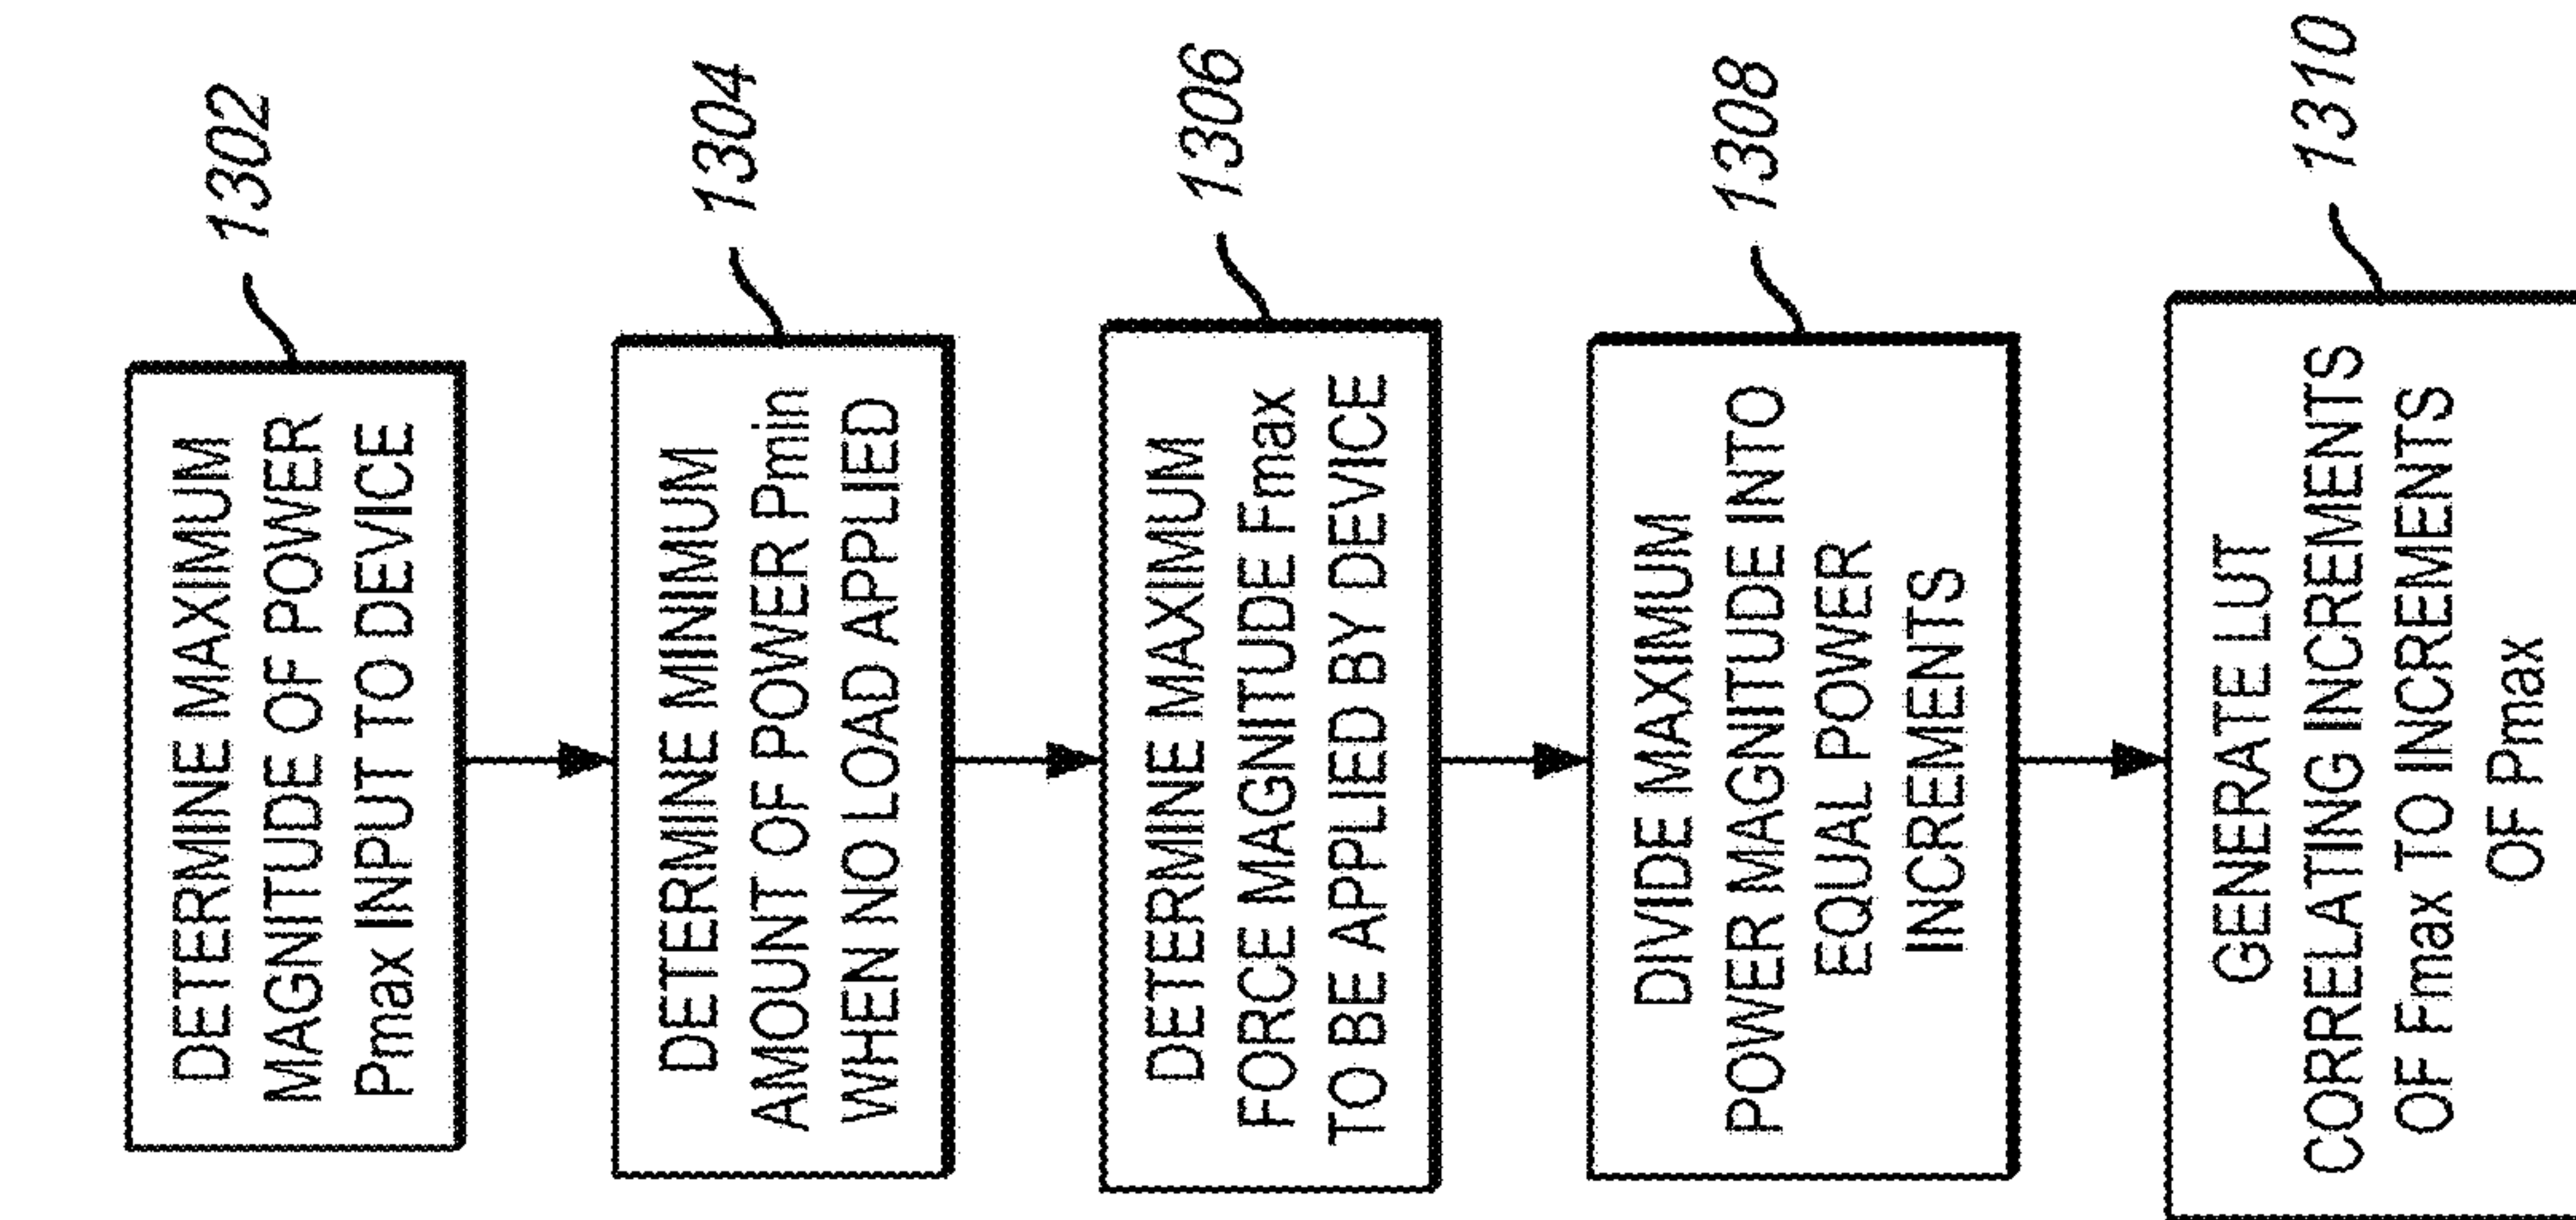 DETERMINE MAXIMUM
MAGNITUDE OF POWER
Pmax INPUT TO DEVICE
1302
DETERMINE MINIMUM
AMOUNT OF POWER Pmin
WHEN NO LOAD APPLIED
1304
DETERMINE MAXIMUM
FORCE MAGNITUDE Fmax
TO BE APPLIED BY DEVICE
1306
DIVIDE MAXIMUM
POWER MAGNITUDE INTO
EQUAL POWER
INCREMENTS
1308
GENERATE LUT
CORRELATING INCREMENTS
OF Fmax TO INCREMENTS
OF Pmax
1310